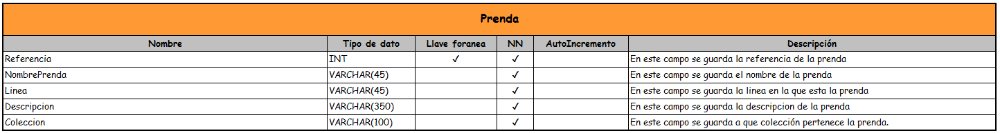 Prenda
Nombre Tipo de dato Llave foranea NN AutoIncremento Descripción
Referencia INT ✓ ✓ En este campo se guarda la referencia de la prenda
NombrePrenda VARCHAR(45) ✓ En este campo se guarda el nombre de la prenda
Linea VARCHAR(45) ✓ En este campo se guarda la linea en la que esta la prenda
Descripcion VARCHAR(350) ✓ En este campo se guarda la descripcion de la prenda
Coleccion VARCHAR(100) ✓ En este campo se guarda a que colección pertenece la prenda.